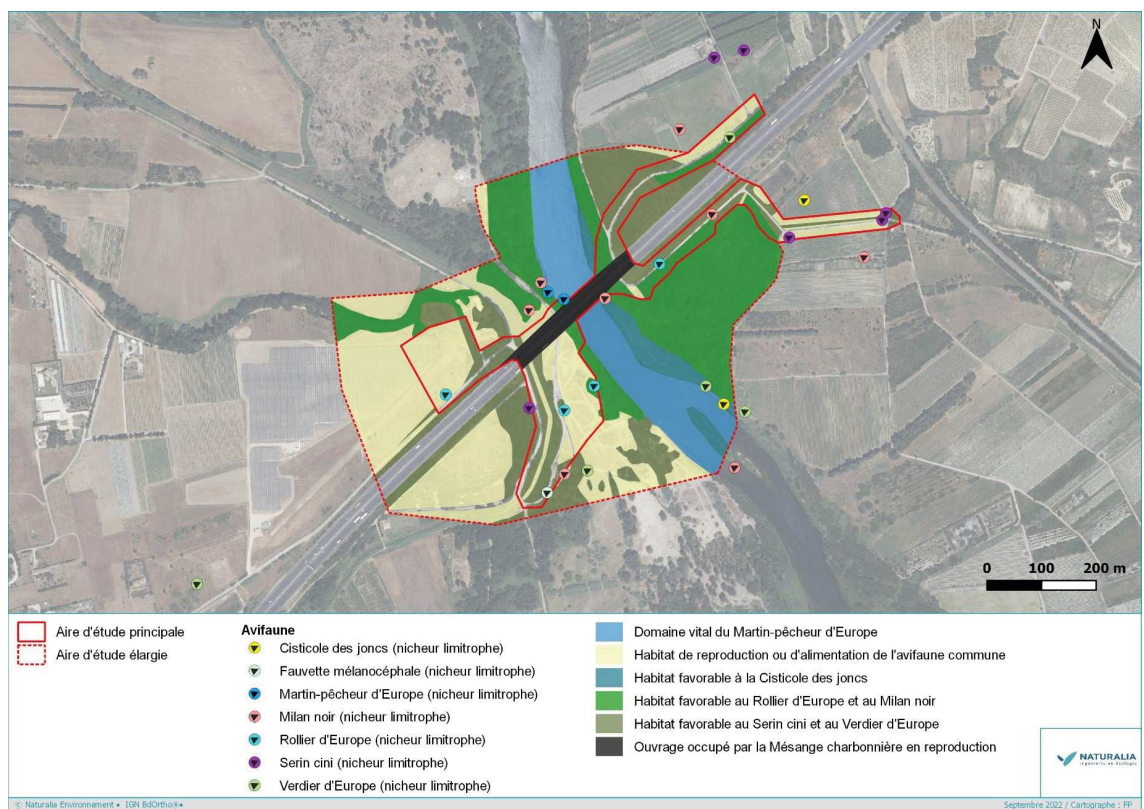 N
0 100 200 m
Aire d'étude principale
Aire d'étude élargie
Avifaune
Cisticole des joncs (nicheur limitrophe)
Fauvette mélanocéphale (nicheur limitrophe)
Martin-pêcheur d'Europe (nicheur limitrophe)
Milan noir (nicheur limitrophe)
Rollier d'Europe (nicheur limitrophe)
Serin cini (nicheur limitrophe)
Verdier d'Europe (nicheur limitrophe)
Domaine vital du Martin-pêcheur d'Europe
Habitat de reproduction ou d'alimentation de l'avifaune commune
Habitat favorable à la Cisticole des joncs
Habitat favorable au Rollier d'Europe et au Milan noir
Habitat favorable au Serin cini et au Verdier d'Europe
Ouvrage occupé par la Mésange charbonnière en reproduction
NATURALIA
© Naturalia Environnement • IGN BdOrtho®•
Septembre 2022 / Cartographe : FP